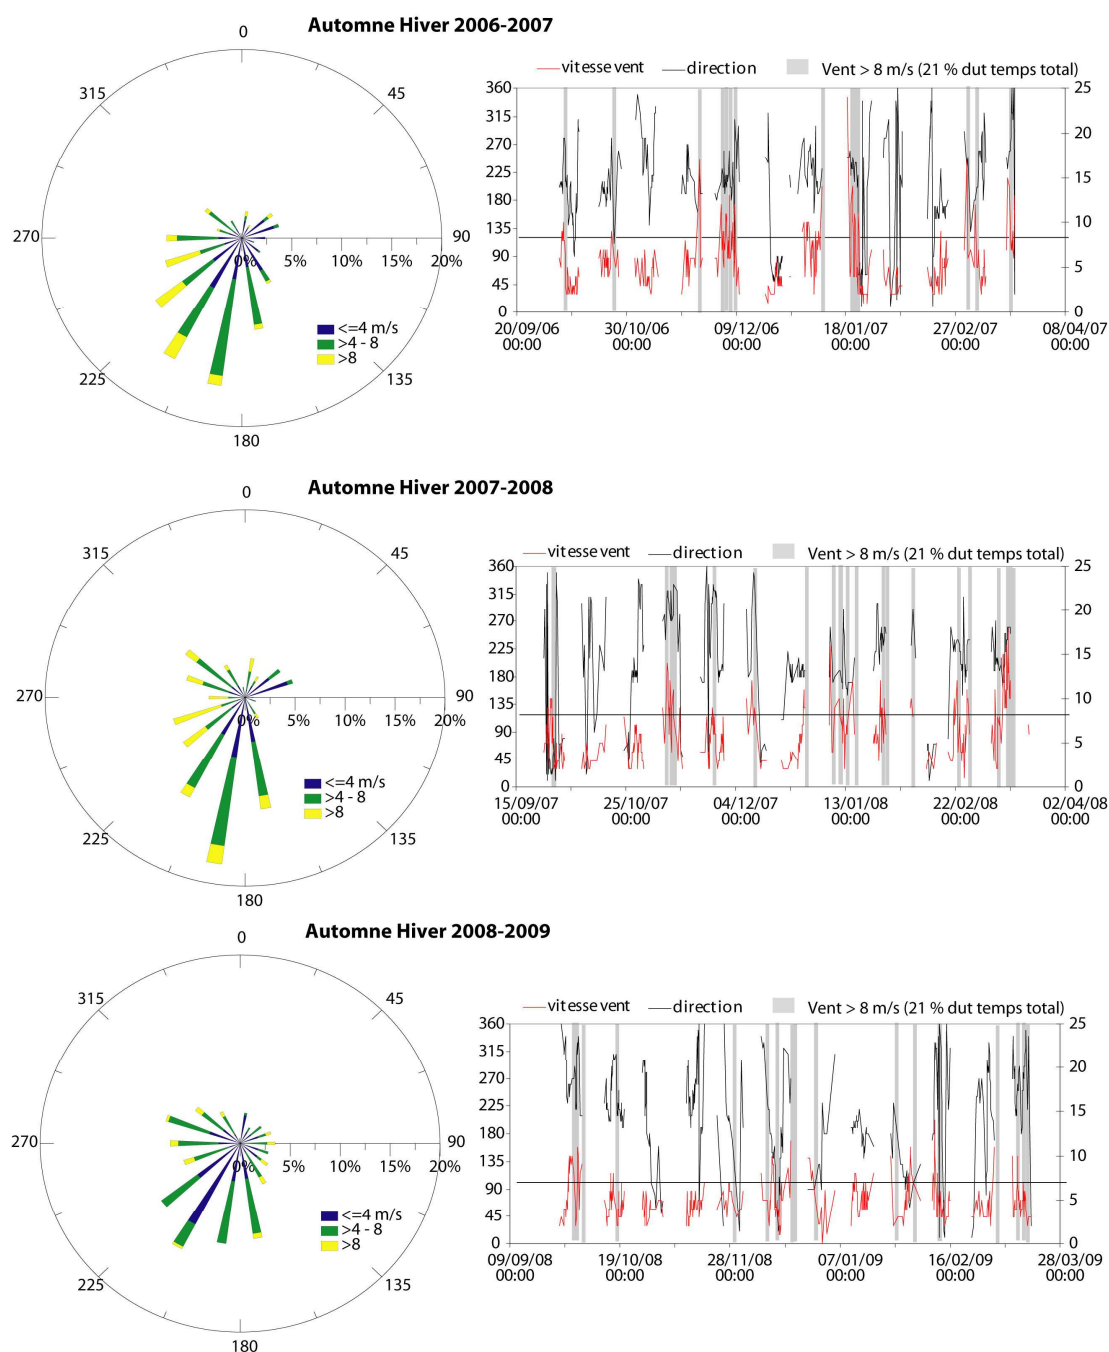 Automne Hiver 2006-2007
0
45
90
135
180
225
270
315
0% 5% 10% 15% 20%
<=4 m/s
>4 - 8
>8
vitesse vent direction Vent > 8 m/s (21 % dut temps total)
360 25
315
270 20
225
180 15
135 10
90
45 5
0 0
20/09/06 30/10/06 09/12/06 18/01/07 27/02/07 08/04/07
00:00 00:00 00:00 00:00 00:00 00:00
Automne Hiver 2007-2008
0
45
90
135
180
225
270
315
0% 5% 10% 15% 20%
<=4 m/s
>4 - 8
>8
vitesse vent direction Vent > 8 m/s (21 % dut temps total)
360 25
315
270 20
225
180 15
135 10
90
45 5
0 0
15/09/07 25/10/07 04/12/07 13/01/08 22/02/08 02/04/08
00:00 00:00 00:00 00:00 00:00 00:00
Automne Hiver 2008-2009
0
45
90
135
180
225
270
315
0% 5% 10% 15% 20%
<=4 m/s
>4 - 8
>8
vitesse vent direction Vent > 8 m/s (21 % dut temps total)
360 25
315
270 20
225
180 15
135 10
90
45 5
0 0
09/09/08 19/10/08 28/11/08 07/01/09 16/02/09 28/03/09
00:00 00:00 00:00 00:00 00:00 00:00